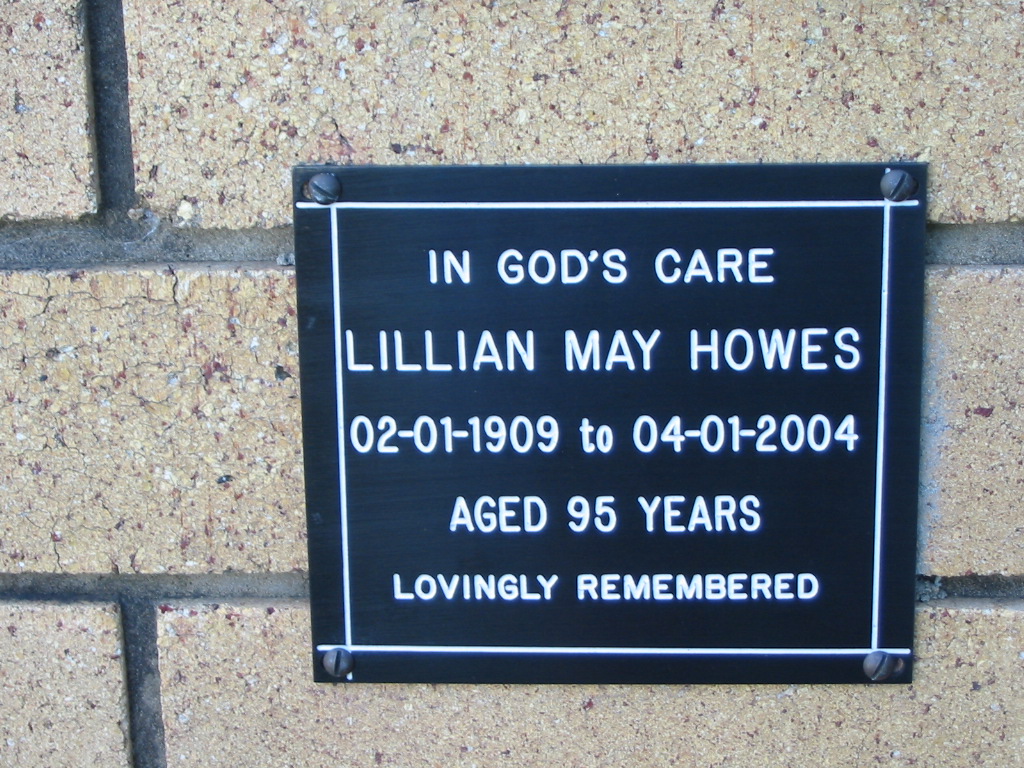 IN GOD'S CARE
LILLIAN MAY HOWES
02-01-1909 to 04-01-2004
AGED 95 YEARS
LOVINGLY REMEMBERED